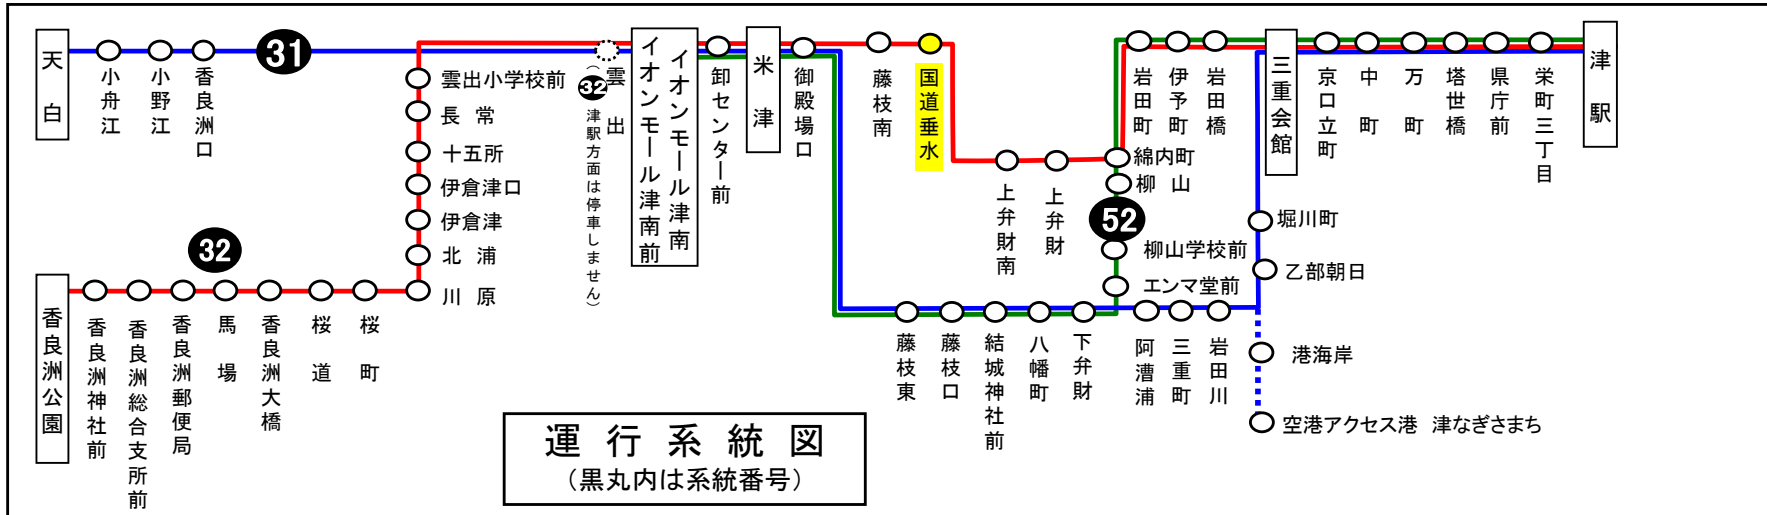 天白
小舟江
小野江
香良洲口
31
雲出
（32津駅方面は停車しません）
イオンモール津南
イオンモール津南前
卸センター前
米津
御殿場口
藤枝南
国道垂水
上弁財南
上弁財
岩田町
伊予町
岩田橋
三重会館
京口立町
中町
万町
塔世橋
県庁前
栄町三丁目
津駅
雲出小学校前
長常
十五所
伊倉津口
伊倉津
北浦
川原
32
香良洲公園
香良洲神社前
香良洲総合支所前
香良洲郵便局
馬場
香良洲大橋
桜道
桜町
綿内町
柳山
52
柳山学校前
エンマ堂前
藤枝東
藤枝口
結城神社前
八幡町
下弁財
阿漕浦
三重町
岩田川
堀川町
乙部朝日
港海岸
空港アクセス港 津なぎさまち
運行系統図
（黒丸内は系統番号）